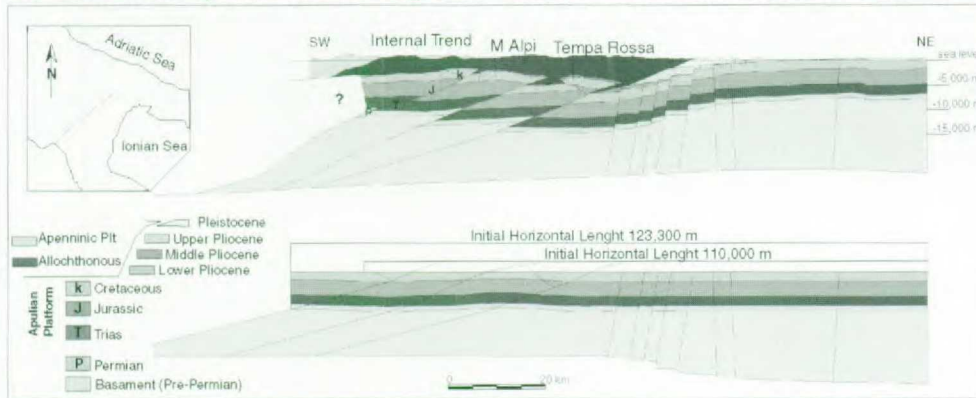 Adriatic Sea
N
Ionian Sea
SW
Internal Trend
M Alpi
Tempa Rossa
NE
sea level
-5,000 m
-10,000 m
-15,000 m
k
J
T
P
?
Apenninic Plt
Allochthonous
Pleistocene
Upper Pliocene
Middle Pliocene
Lower Pliocene
Apulian
Platform
k Cretaceous
J Jurassic
T Trias
P Permian
Basament (Pre-Permian)
Initial Horizontal Lenght 123,300 m
Initial Horizontal Lenght 110,000 m
0 20 km